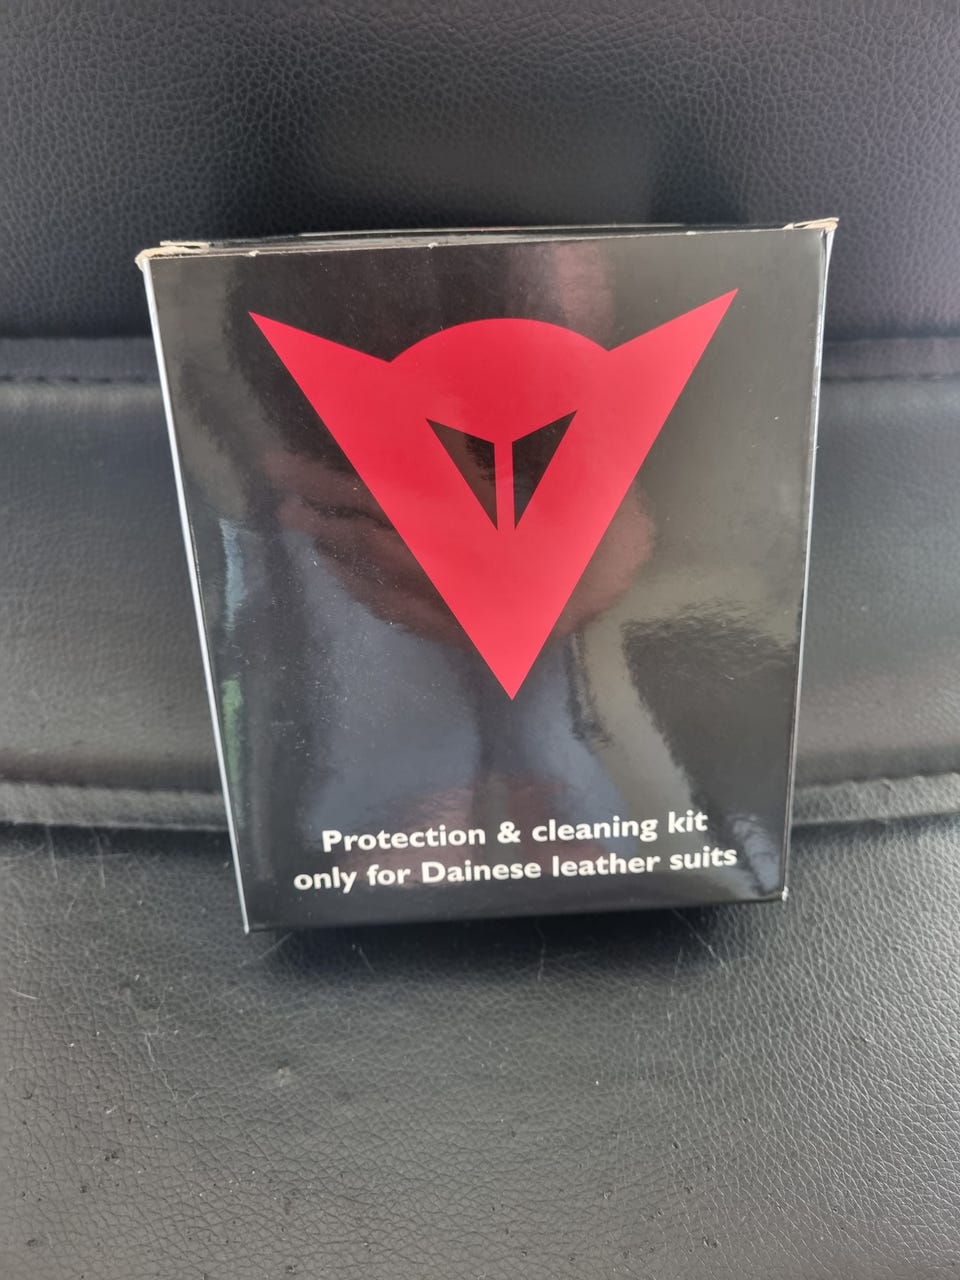 Protection & cleaning kit
only for Dainese leather suits